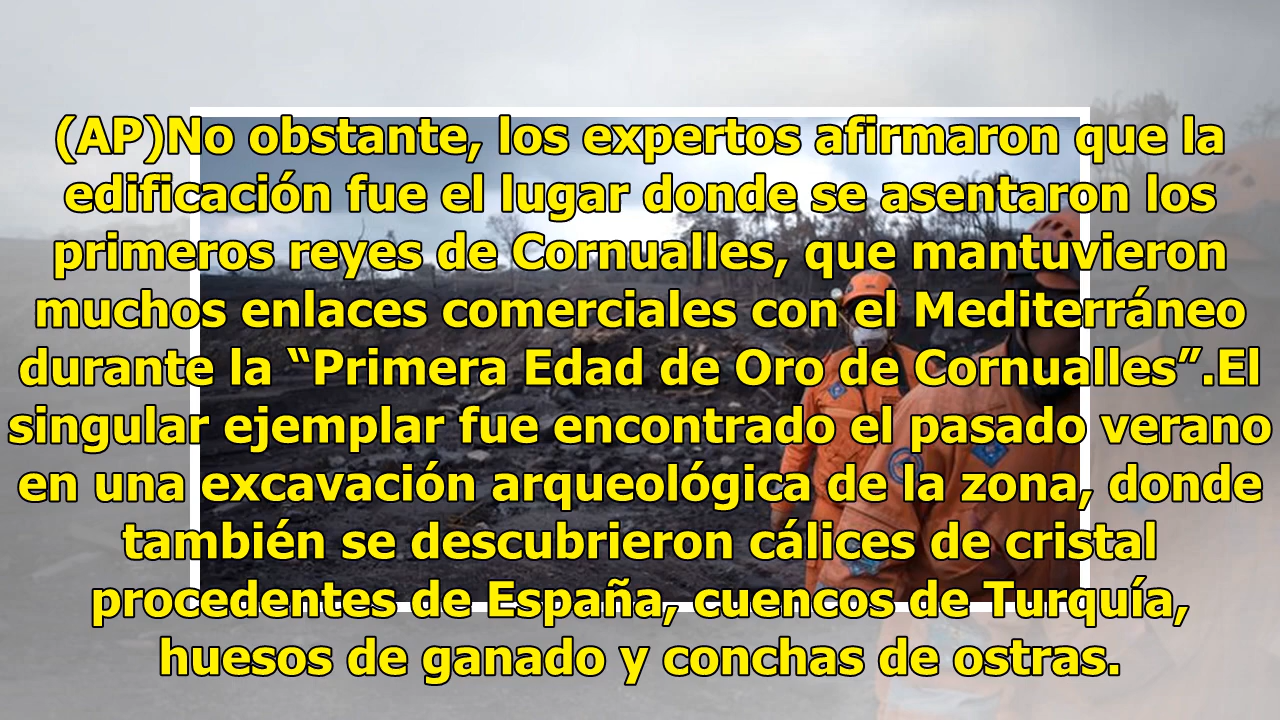 (AP)No obstante, los expertos afirmaron que la
edificación fue el lugar donde se asentaron los
primeros reyes de Cornualles, que mantuvieron
muchos enlaces comerciales con el Mediterráneo
durante la “Primera Edad de Oro de Cornualles”.El
singular ejemplar fue encontrado el pasado verano
en una excavación arqueológica de la zona, donde
también se descubrieron cálices de cristal
procedentes de España, cuencos de Turquía,
huesos de ganado y conchas de ostras.